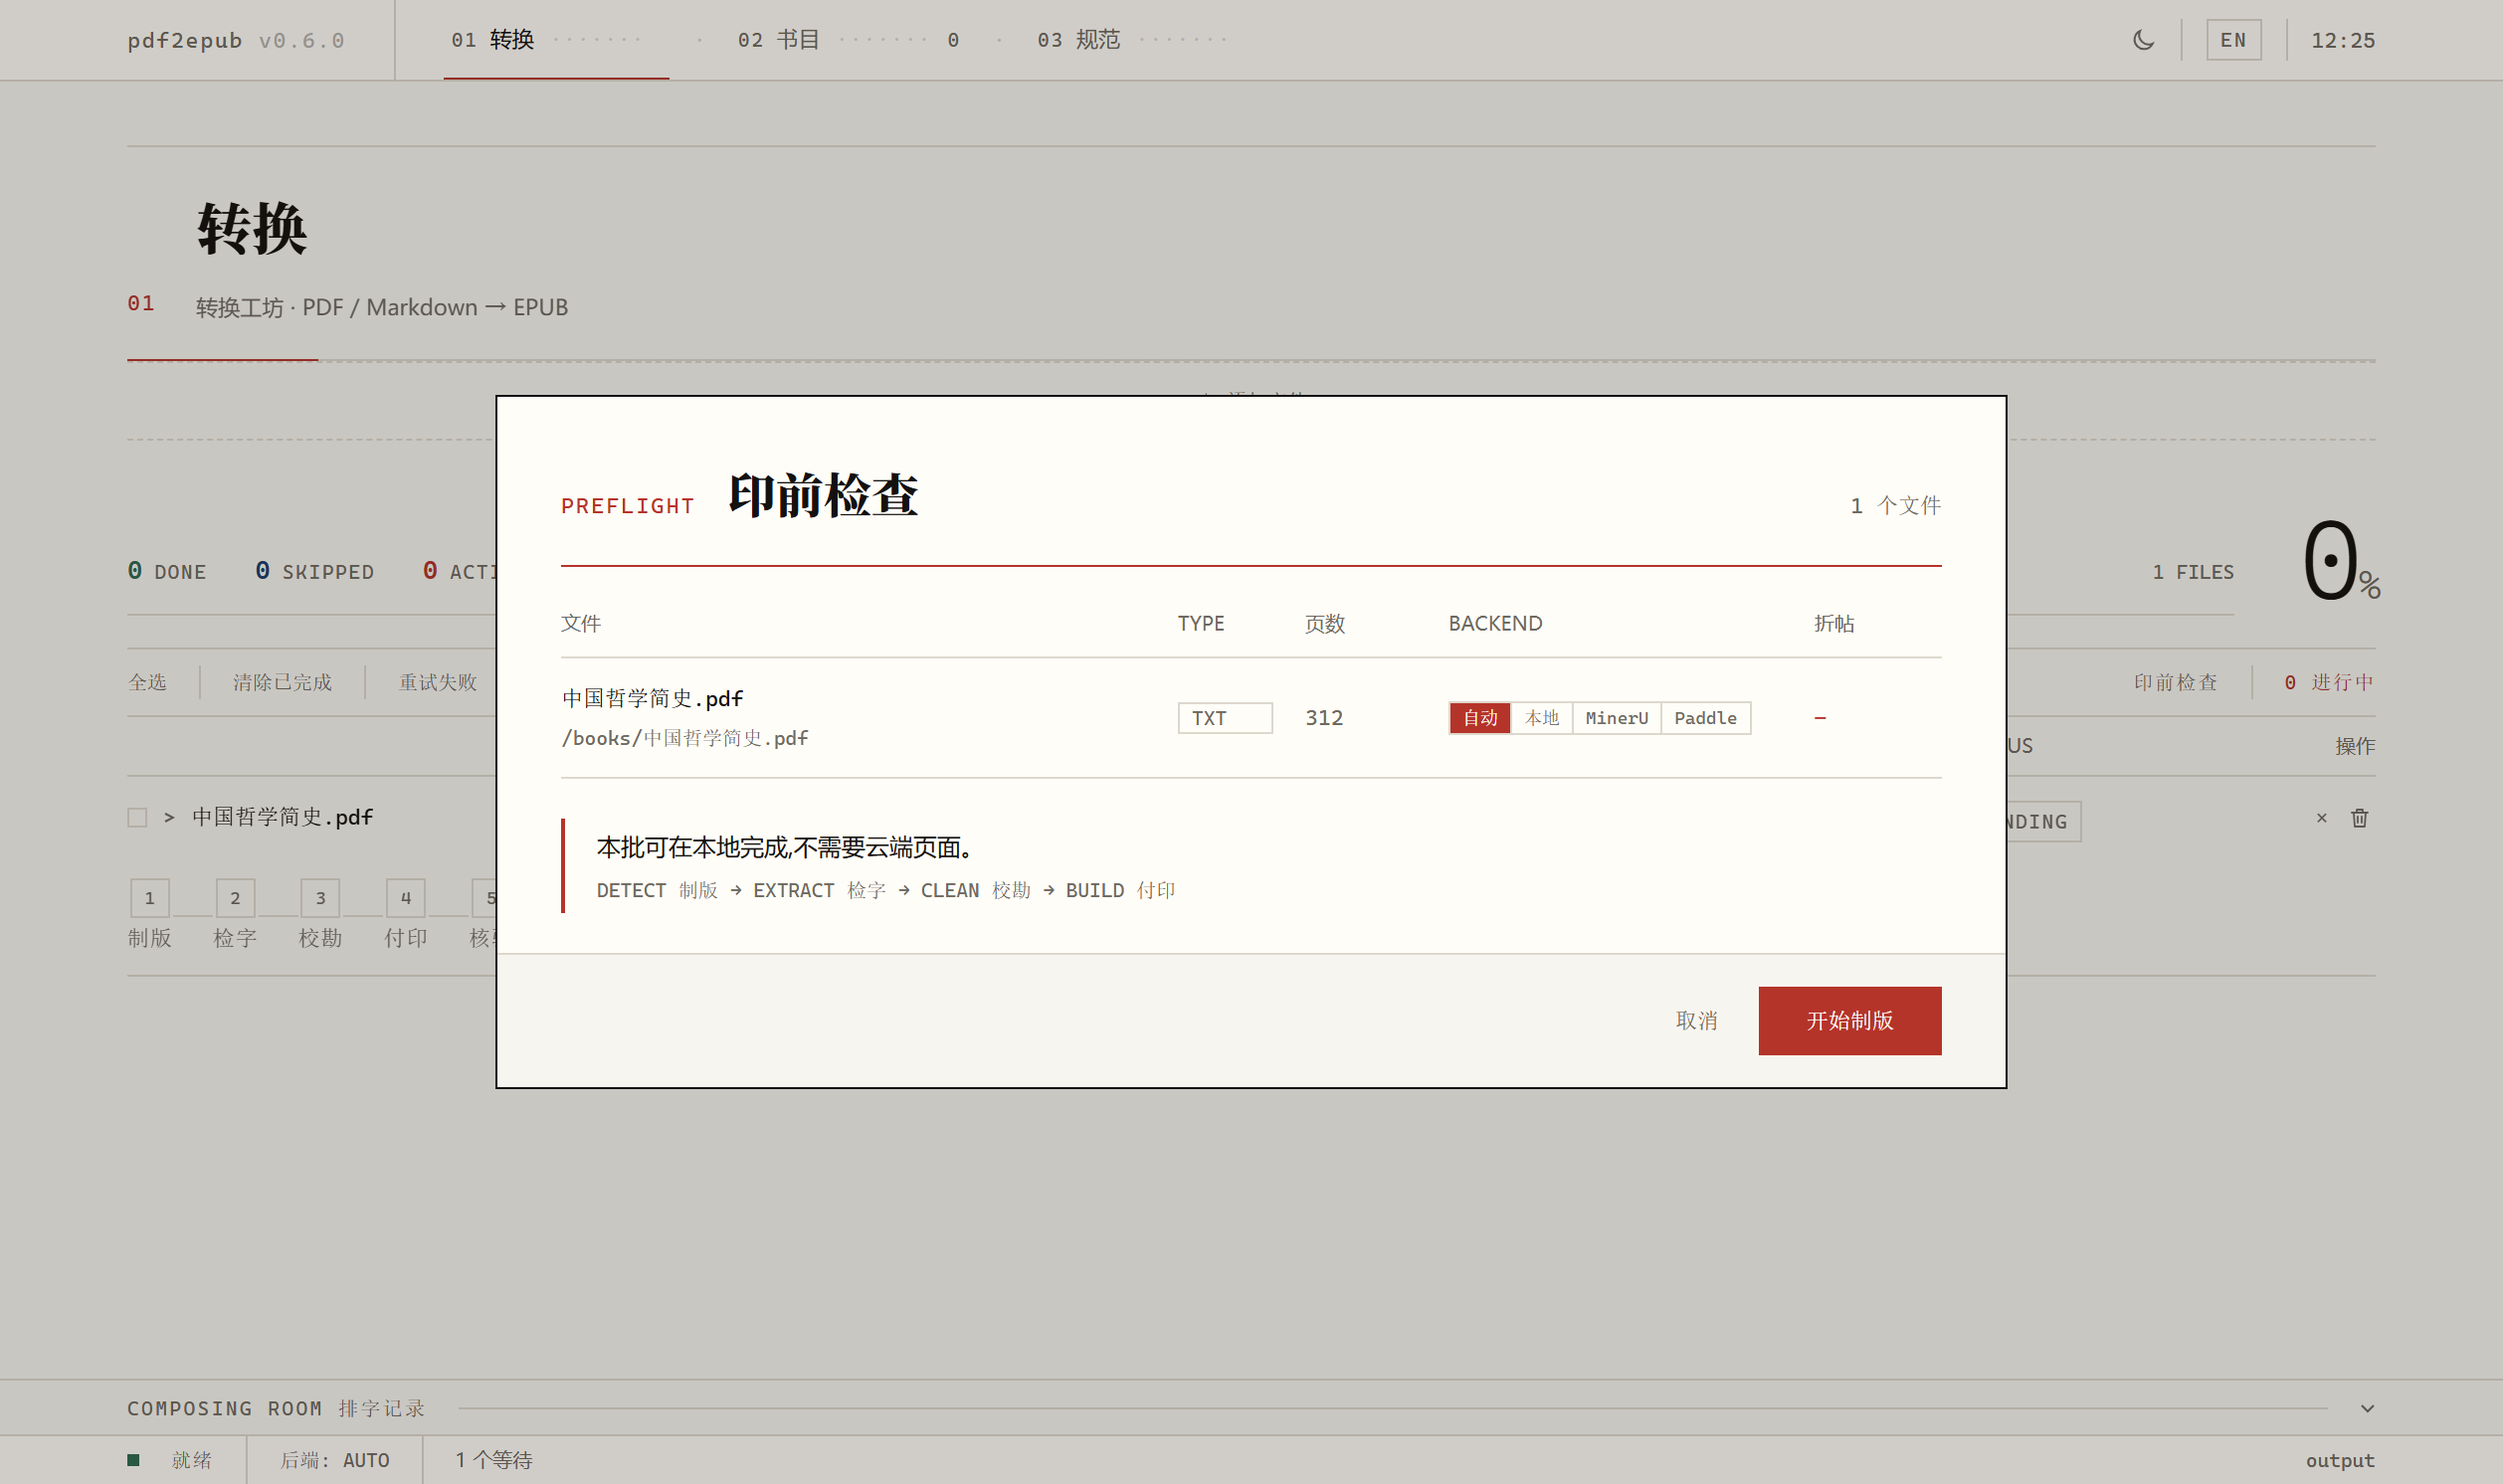 pdf2epub v0.6.0 01 转换 ······· · 02 书目 ······· 0 · 03 规范 ······· EN 12:25
转换
01 转换工坊 · PDF / Markdown → EPUB
PREFLIGHT 印前检查 1 个文件
0 DONE 0 SKIPPED 0 1 FILES 0%
文件 TYPE 页数 BACKEND 折帖
全选 清除已完成 重试失败 印前检查 0 进行中
中国哲学简史.pdf
/books/中国哲学简史.pdf
TXT 312 自动 本地 MinerU Paddle —
操作
> 中国哲学简史.pdf ×
本批可在本地完成,不需要云端页面。
DETECT 制版 → EXTRACT 检字 → CLEAN 校勘 → BUILD 付印
1 2 3 4 5
制版 检字 校勘 付印
取消 开始制版
COMPOSING ROOM 排字记录
就绪 后端: AUTO 1 个等待 output